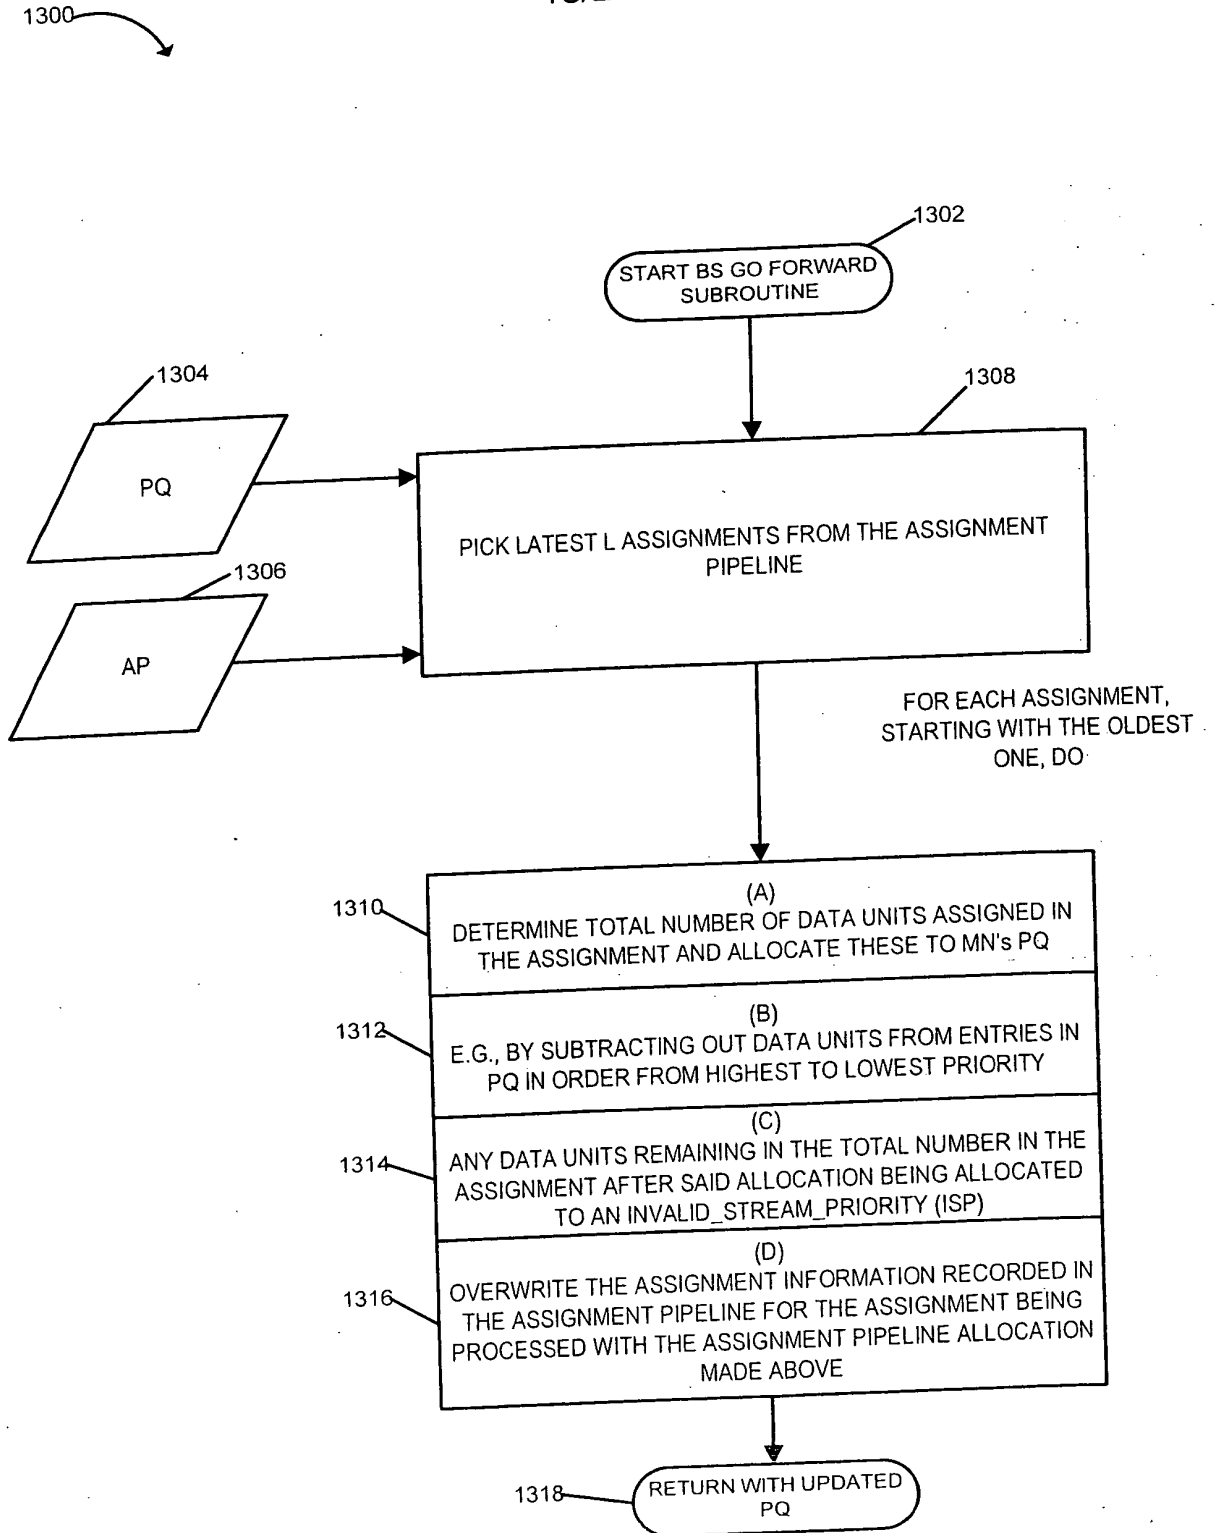 1300
1302
START BS GO FORWARD
SUBROUTINE
1304
1308
PQ
PICK LATEST L ASSIGNMENTS FROM THE ASSIGNMENT
PIPELINE
1306
AP
FOR EACH ASSIGNMENT,
STARTING WITH THE OLDEST
ONE, DO
1310
(A)
DETERMINE TOTAL NUMBER OF DATA UNITS ASSIGNED IN
THE ASSIGNMENT AND ALLOCATE THESE TO MN's PQ
1312
(B)
E.G., BY SUBTRACTING OUT DATA UNITS FROM ENTRIES IN
PQ IN ORDER FROM HIGHEST TO LOWEST PRIORITY
1314
(C)
ANY DATA UNITS REMAINING IN THE TOTAL NUMBER IN THE
ASSIGNMENT AFTER SAID ALLOCATION BEING ALLOCATED
TO AN INVALID_STREAM_PRIORITY (ISP)
1316
(D)
OVERWRITE THE ASSIGNMENT INFORMATION RECORDED IN
THE ASSIGNMENT PIPELINE FOR THE ASSIGNMENT BEING
PROCESSED WITH THE ASSIGNMENT PIPELINE ALLOCATION
MADE ABOVE
1318
RETURN WITH UPDATED
PQ